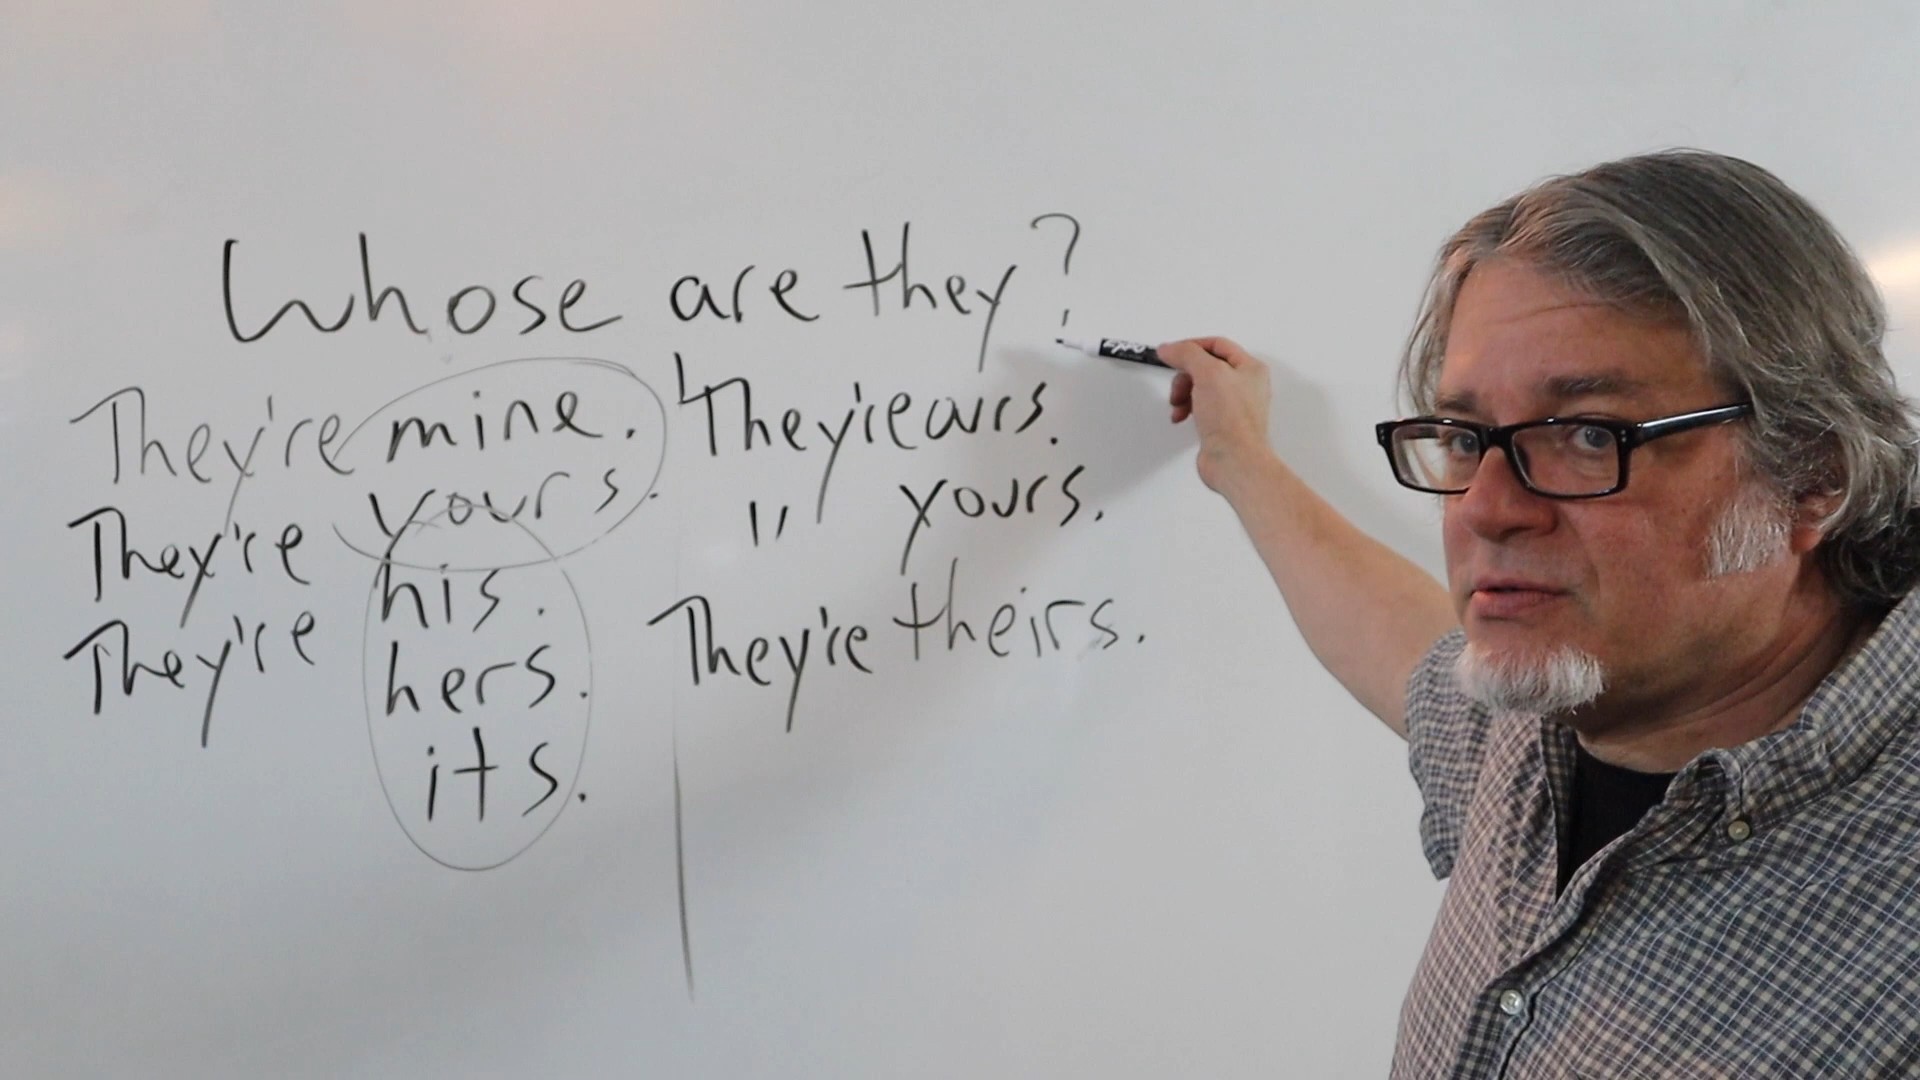 Whose are they?
They're mine.
They're yours.
They're his.
hers.
its.
They're ours.
" yours.
They're theirs.
EXPO